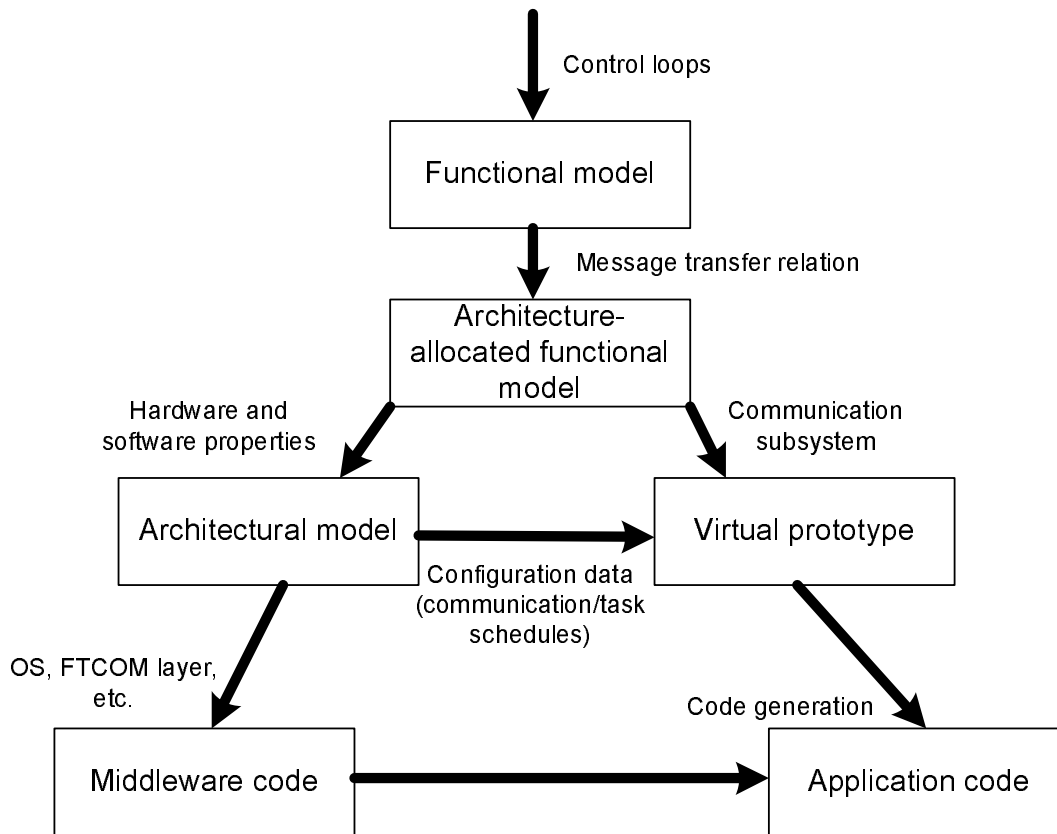 Control loops
Functional model
Message transfer relation
Architecture-
allocated functional
model
Hardware and
software properties
Communication
subsystem
Architectural model
Virtual prototype
Configuration data
(communication/task
schedules)
OS, FTCOM layer,
etc.
Code generation
Middleware code
Application code